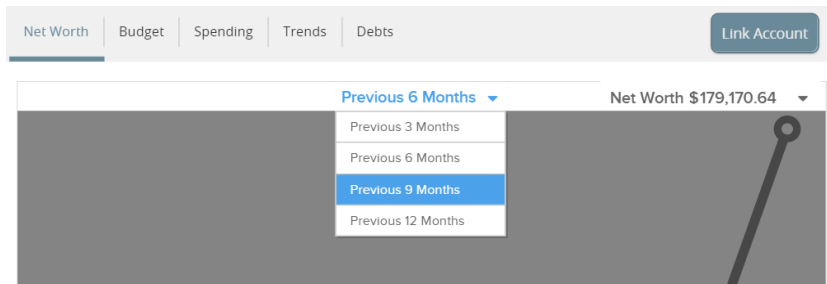 Net Worth Budget Spending Trends Debts Link Account
Previous 6 Months Net Worth $179,170.64
Previous 3 Months
Previous 6 Months
Previous 9 Months
Previous 12 Months